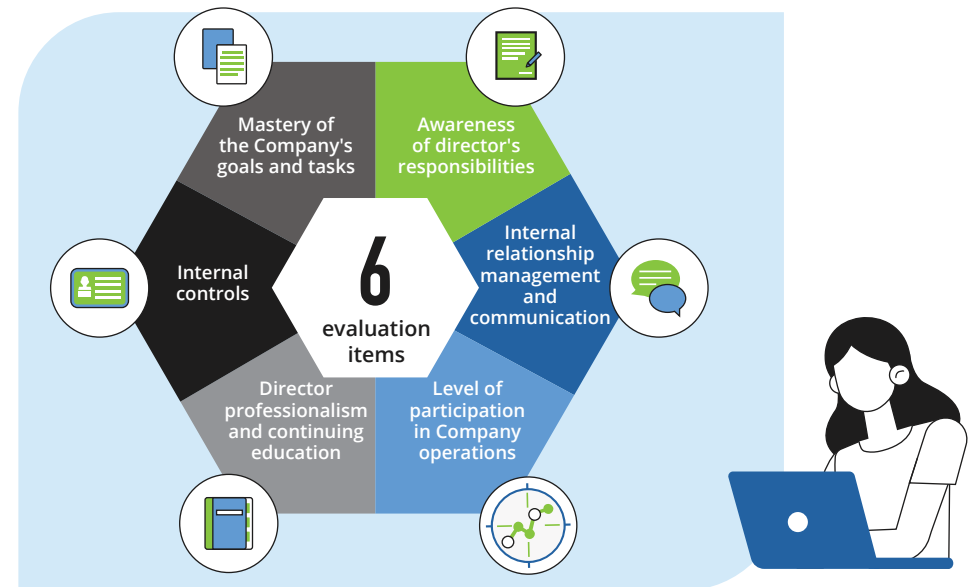 Mastery of
the Company's
goals and tasks
Awareness
of director's
responsibilities
Internal
relationship
management
and
communication
Level of
participation
in Company
operations
Director
professionalism
and continuing
education
Internal
controls
6
evaluation
items